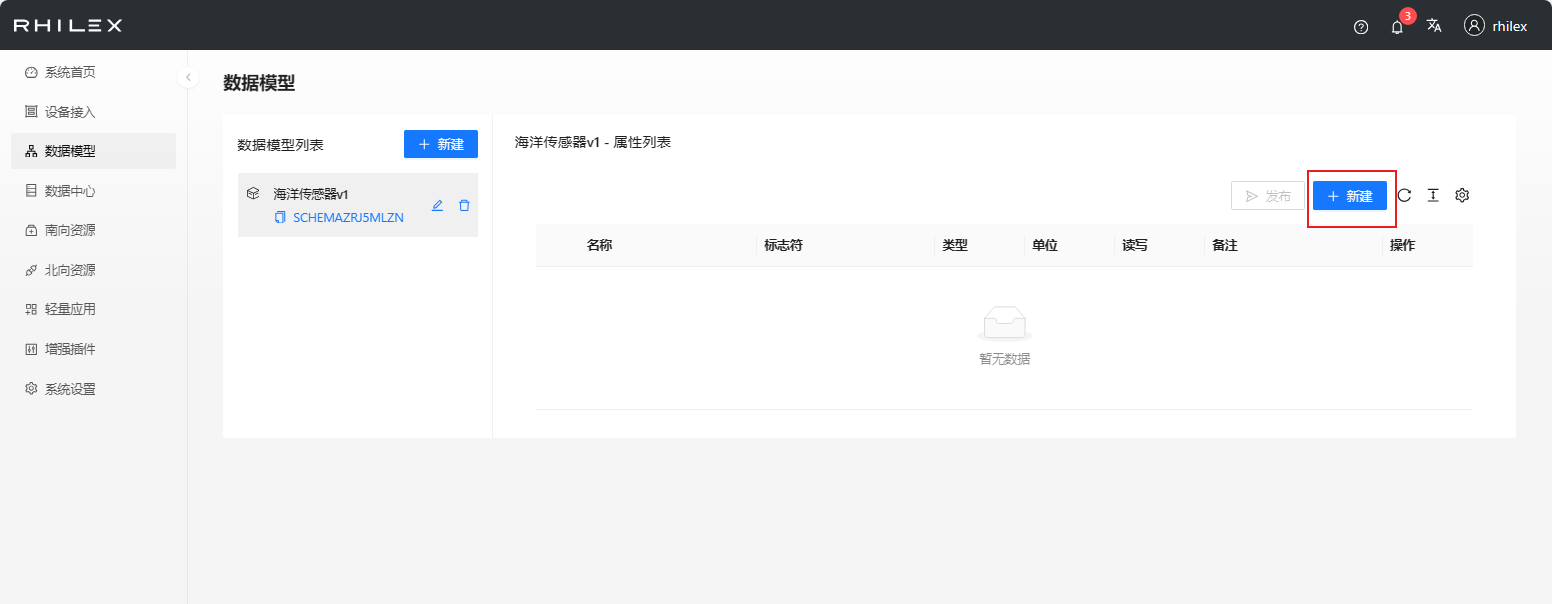 RHILEX
3
rhilex
系统首页
设备接入
数据模型
数据中心
南向资源
北向资源
轻量应用
增强插件
系统设置
数据模型
数据模型列表
新建
海洋传感器v1
SCHEMAZRJ5MLZN
海洋传感器v1 - 属性列表
发布
新建
名称 标志符 类型 单位 读写 备注 操作
暂无数据